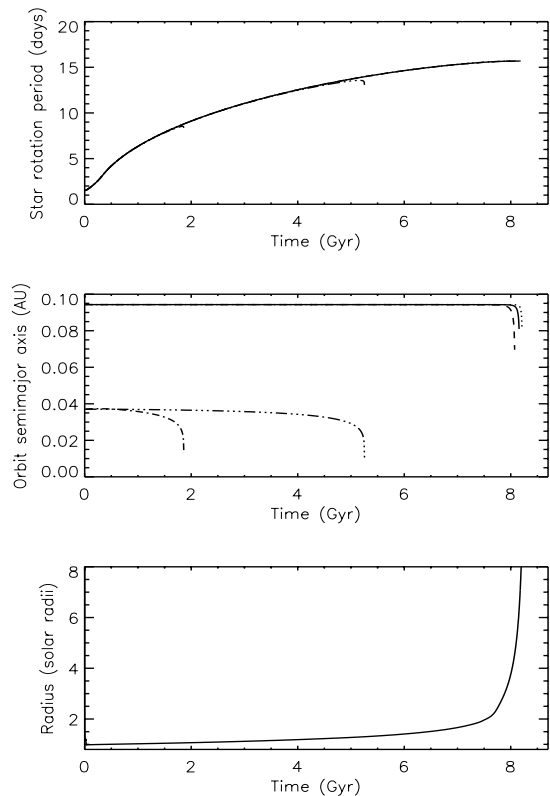 20
15
10
5
0
Star rotation period (days)
0 2 4 6 8
Time (Gyr)
0.10
0.08
0.06
0.04
0.02
0.00
Orbit semimajor axis (AU)
0 2 4 6 8
Time (Gyr)
8
6
4
2
Radius (solar radii)
0 2 4 6 8
Time (Gyr)